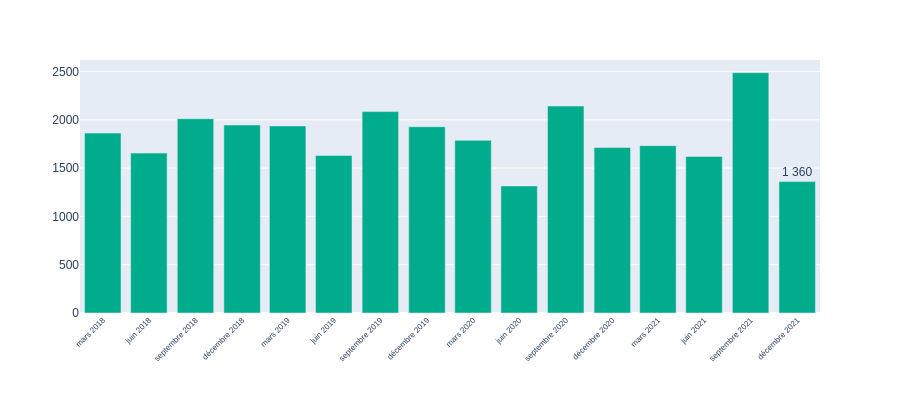 2500
2000
1500
1000
500
0
1 360
mars 2018
juin 2018
septembre 2018
décembre 2018
mars 2019
juin 2019
septembre 2019
décembre 2019
mars 2020
juin 2020
septembre 2020
décembre 2020
mars 2021
juin 2021
septembre 2021
décembre 2021